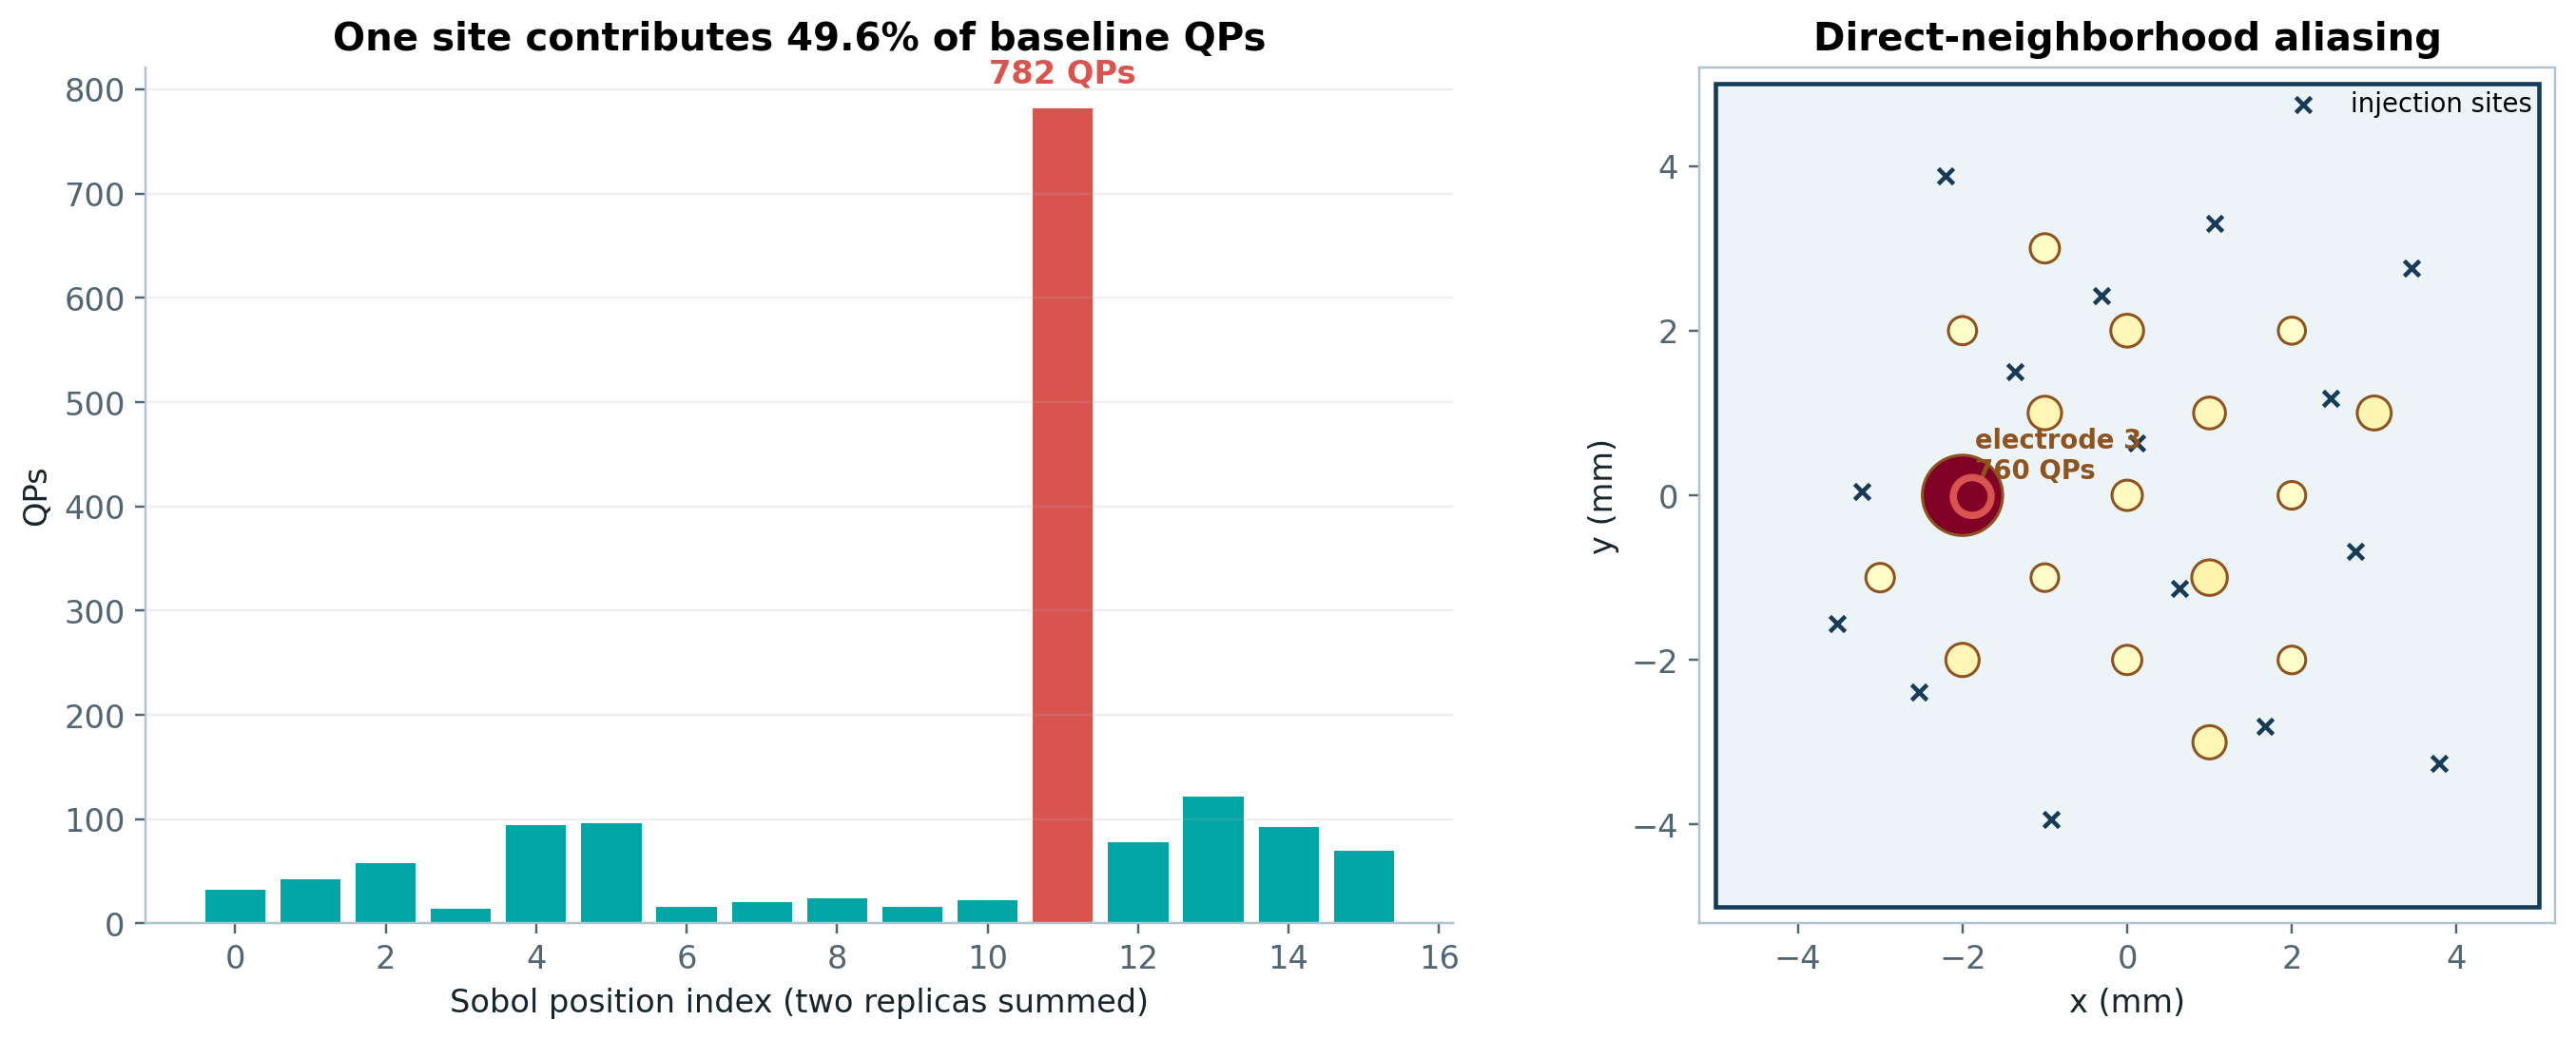 One site contributes 49.6% of baseline QPs
782 QPs
800
700
600
500
400
300
200
100
0
QPs
0 2 4 6 8 10 12 14 16
Sobol position index (two replicas summed)
Direct-neighborhood aliasing
injection sites
electrode 3
760 QPs
4
2
0
−2
−4
y (mm)
−4 −2 0 2 4
x (mm)